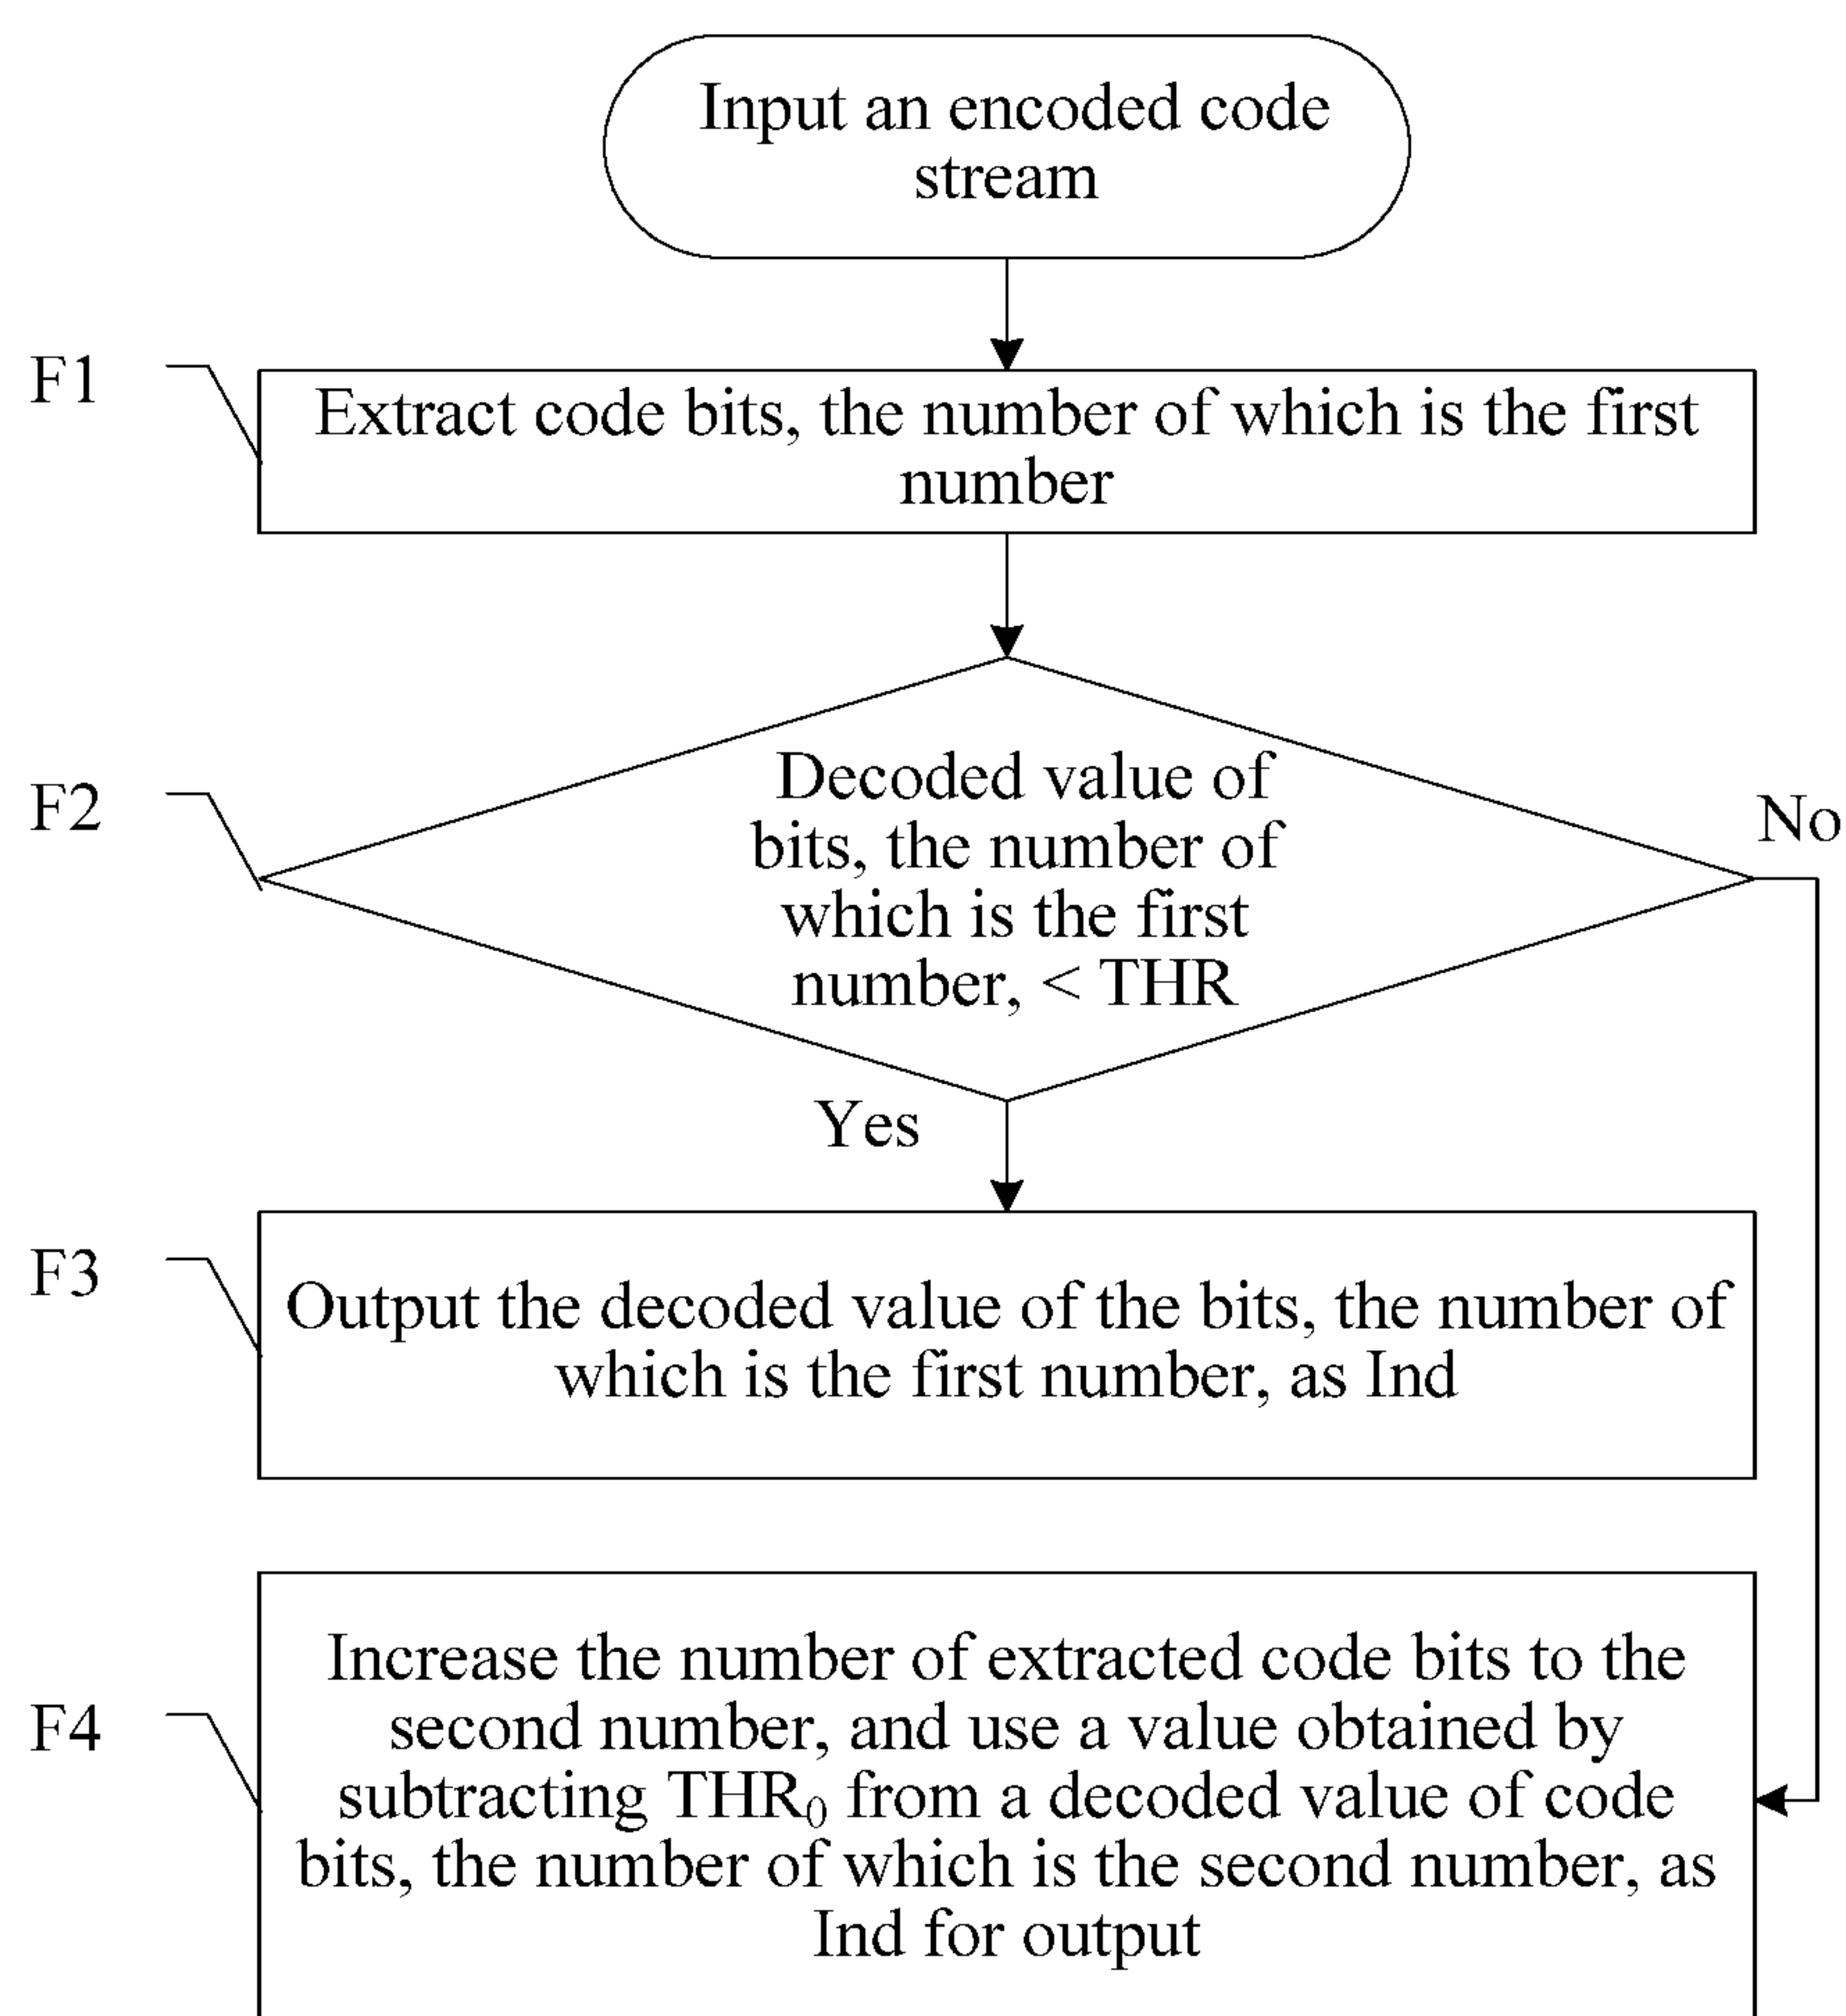 Input an encoded code
stream
F1
Extract code bits, the number of which is the first
number
F2
Decoded value of
bits, the number of
which is the first
number, < THR
No
Yes
F3
Output the decoded value of the bits, the number of
which is the first number, as Ind
F4
Increase the number of extracted code bits to the
second number, and use a value obtained by
subtracting THR₀ from a decoded value of code
bits, the number of which is the second number, as
Ind for output